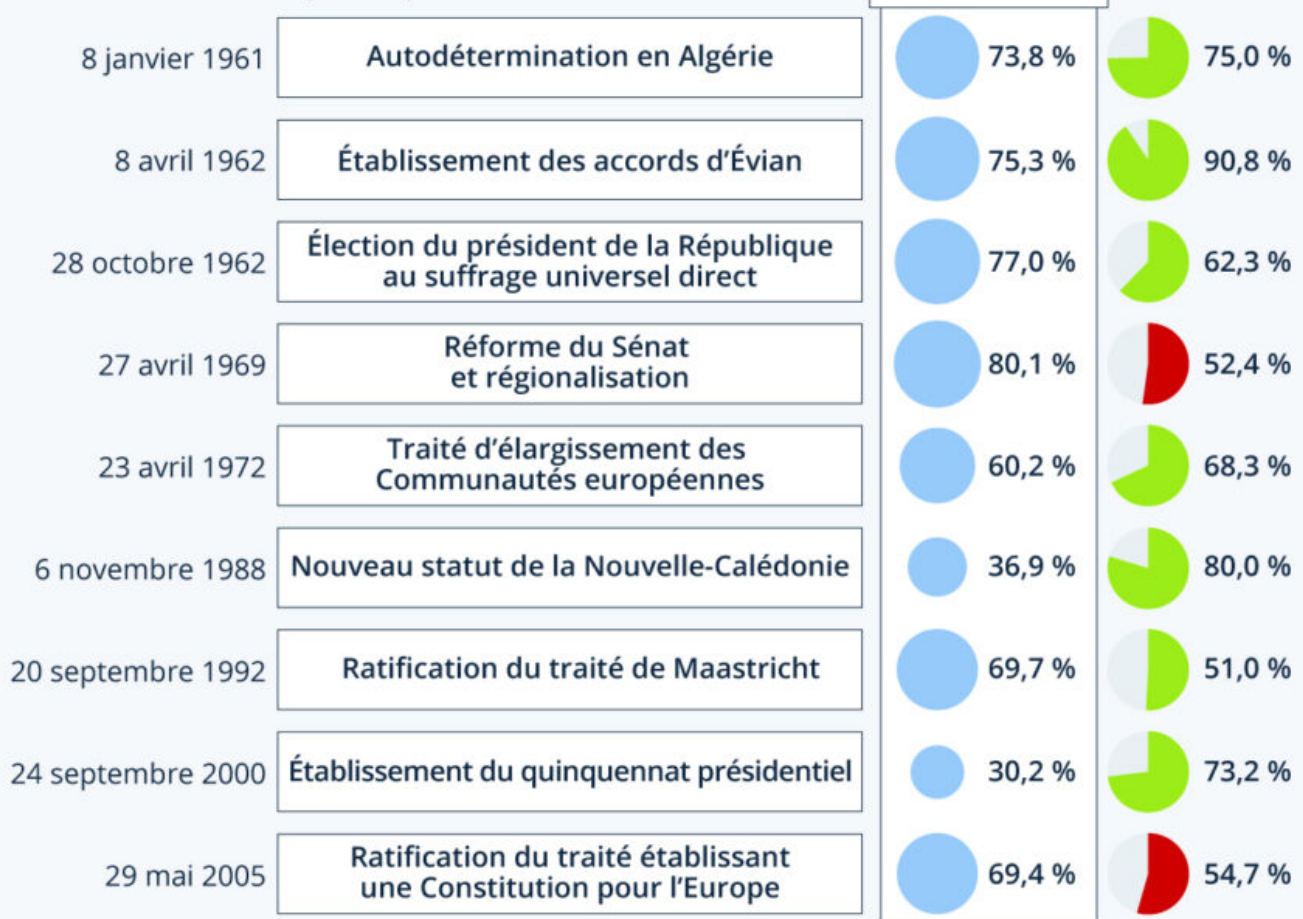 8 janvier 1961 Autodétermination en Algérie 73,8 % 75,0 %
8 avril 1962 Établissement des accords d’Évian 75,3 % 90,8 %
28 octobre 1962 Élection du président de la République
au suffrage universel direct 77,0 % 62,3 %
27 avril 1969 Réforme du Sénat
et régionalisation 80,1 % 52,4 %
23 avril 1972 Traité d’élargissement des
Communautés européennes 60,2 % 68,3 %
6 novembre 1988 Nouveau statut de la Nouvelle-Calédonie 36,9 % 80,0 %
20 septembre 1992 Ratification du traité de Maastricht 69,7 % 51,0 %
24 septembre 2000 Établissement du quinquennat présidentiel 30,2 % 73,2 %
29 mai 2005 Ratification du traité établissant
une Constitution pour l'Europe 69,4 % 54,7 %